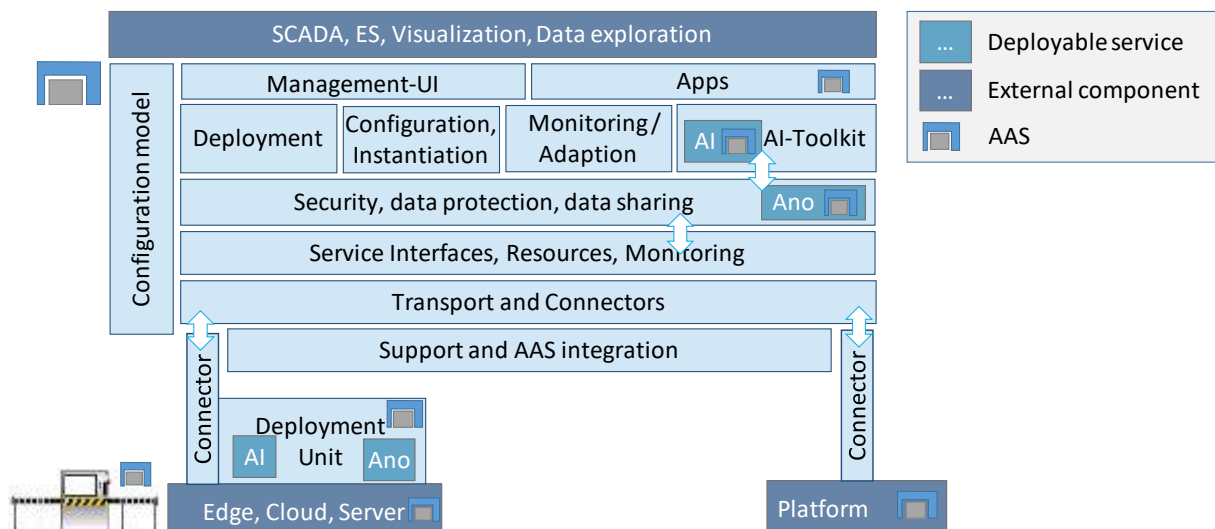 SCADA, ES, Visualization, Data exploration
Configuration model
Management-UI
Apps
Deployment
Configuration,
Instantiation
Monitoring/
Adaption
AI
AI-Toolkit
Security, data protection, data sharing
Ano
Service Interfaces, Resources, Monitoring
Transport and Connectors
Support and AAS integration
Connector
Connector
Deployment
Unit
AI
Ano
Edge, Cloud, Server
Platform
...
Deployable service
...
External component
AAS